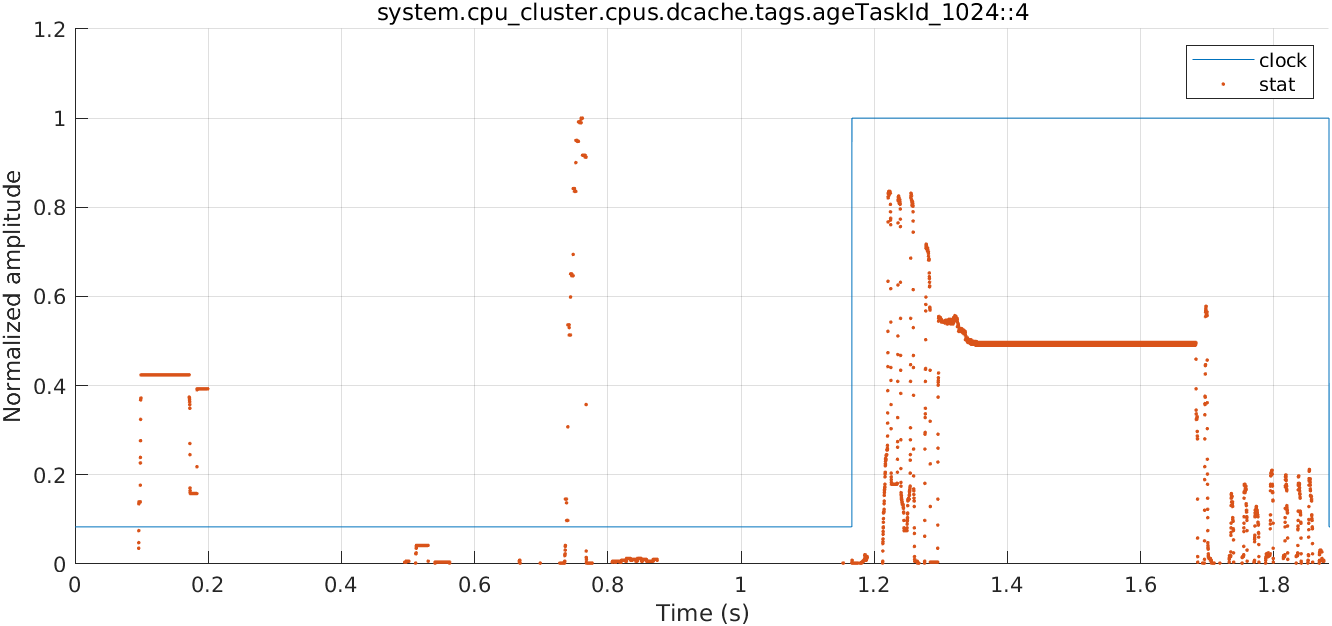 system.cpu_cluster.cpus.dcache.tags.ageTaskId_1024::4
1.2
1
0.8
0.6
0.4
0.2
0
Normalized amplitude
clock
stat
0 0.2 0.4 0.6 0.8 1 1.2 1.4 1.6 1.8
Time (s)